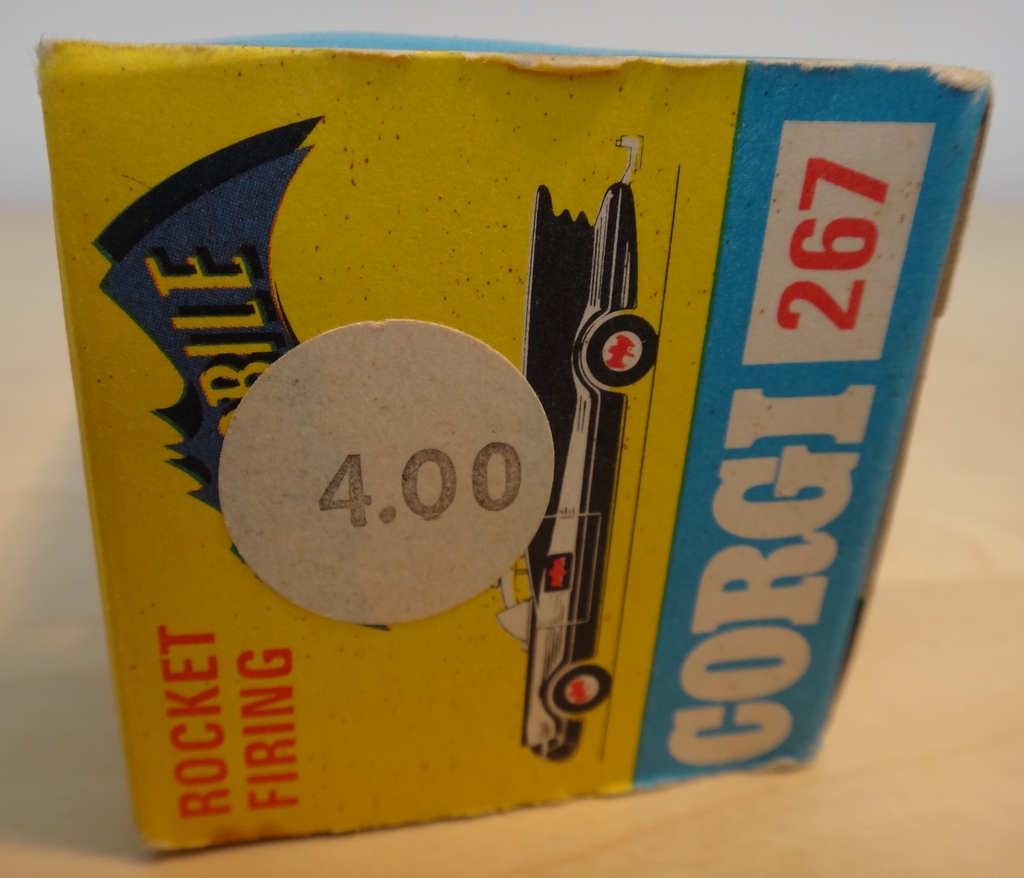 ROCKET
FIRING
BILE
4.00
CORGI 267